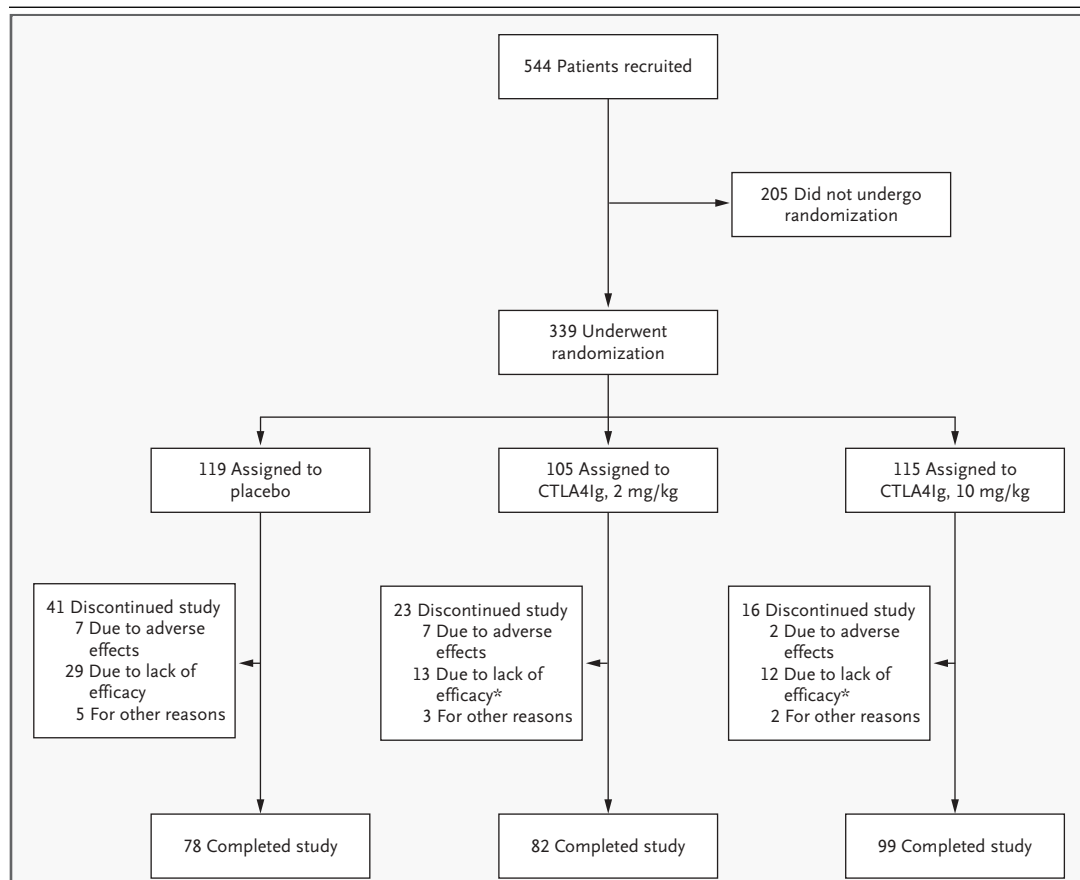 544 Patients recruited
205 Did not undergo
randomization
339 Underwent
randomization
119 Assigned to
placebo
105 Assigned to
CTLA4Ig, 2 mg/kg
115 Assigned to
CTLA4Ig, 10 mg/kg
41 Discontinued study
7 Due to adverse
effects
29 Due to lack of
efficacy
5 For other reasons
23 Discontinued study
7 Due to adverse
effects
13 Due to lack of
efficacy*
3 For other reasons
16 Discontinued study
2 Due to adverse
effects
12 Due to lack of
efficacy*
2 For other reasons
78 Completed study
82 Completed study
99 Completed study